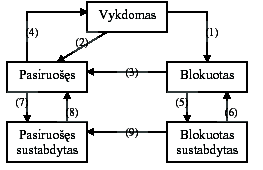 Vykdomas
(4)
(2)
(1)
Pasiruošęs
(3)
Blokuotas
(7)
(8)
(5)
(6)
Pasiruošęs
sustabdytas
(9)
Blokuotas
sustabdytas